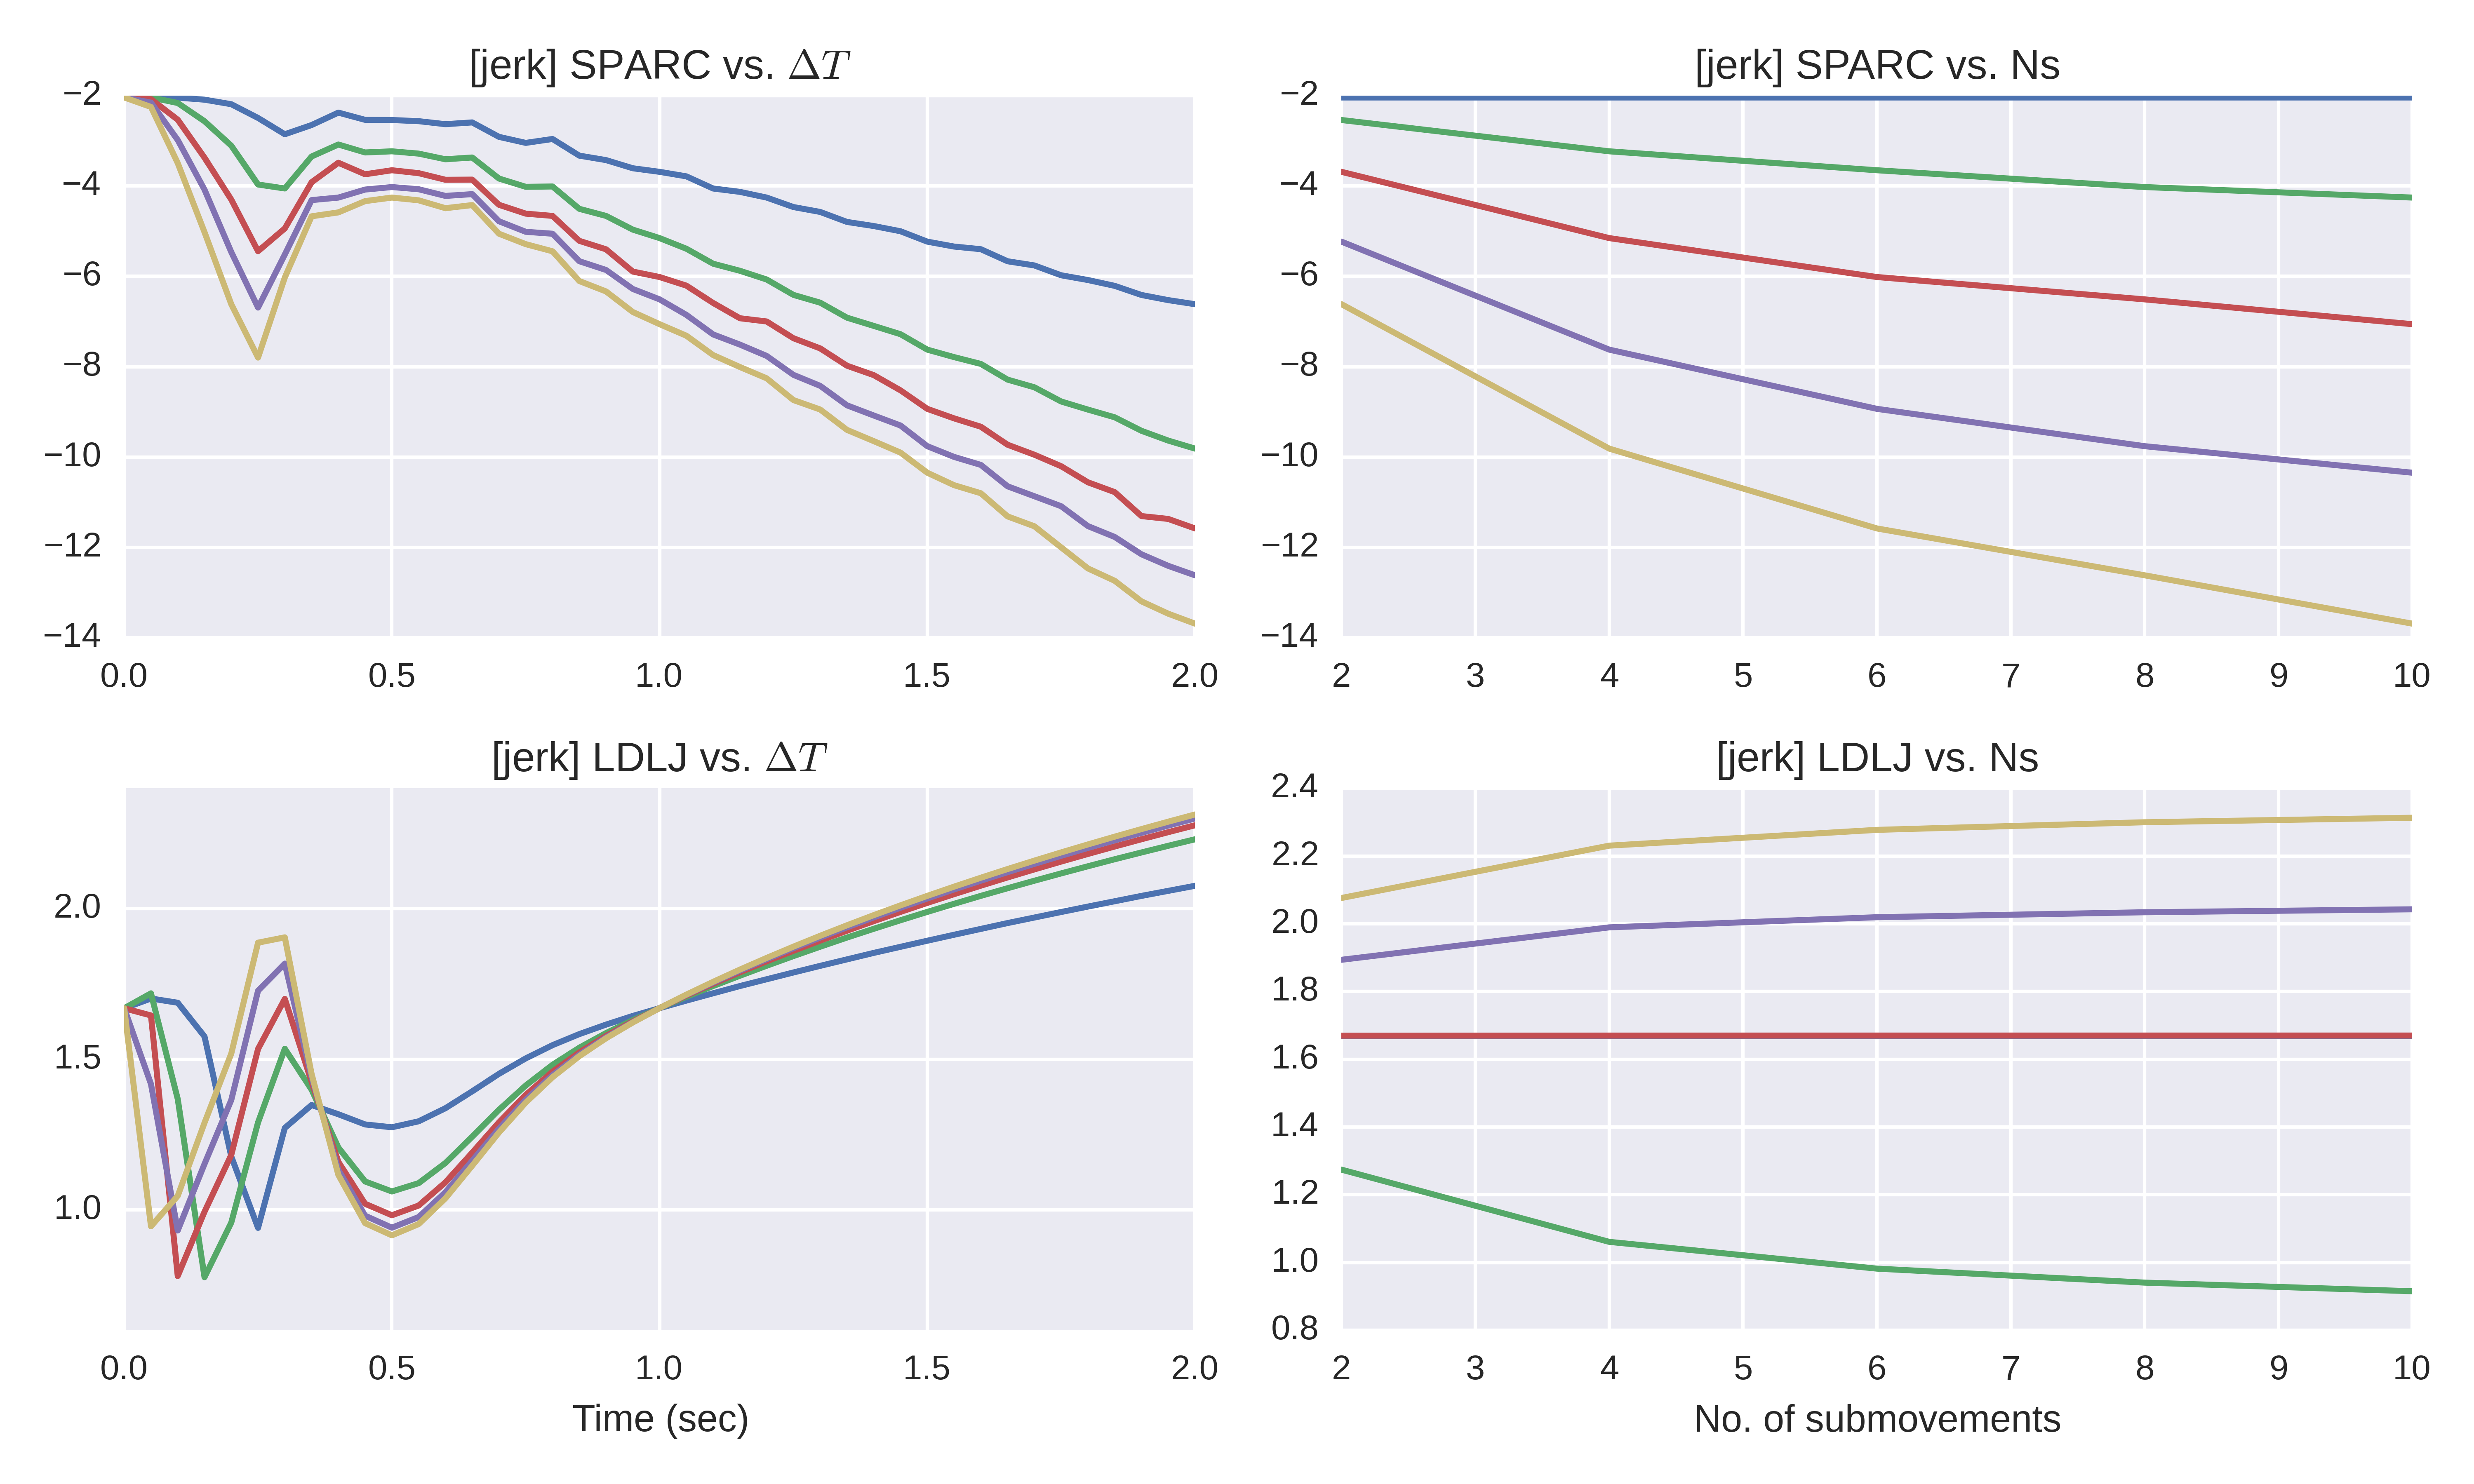 [jerk] SPARC vs. ΔT
−2
−4
−6
−8
−10
−12
−14
0.0 0.5 1.0 1.5 2.0
[jerk] SPARC vs. Ns
−2
−4
−6
−8
−10
−12
−14
2 3 4 5 6 7 8 9 10
[jerk] LDLJ vs. ΔT
2.0
1.5
1.0
0.0 0.5 1.0 1.5 2.0
Time (sec)
[jerk] LDLJ vs. Ns
2.4
2.2
2.0
1.8
1.6
1.4
1.2
1.0
0.8
2 3 4 5 6 7 8 9 10
No. of submovements